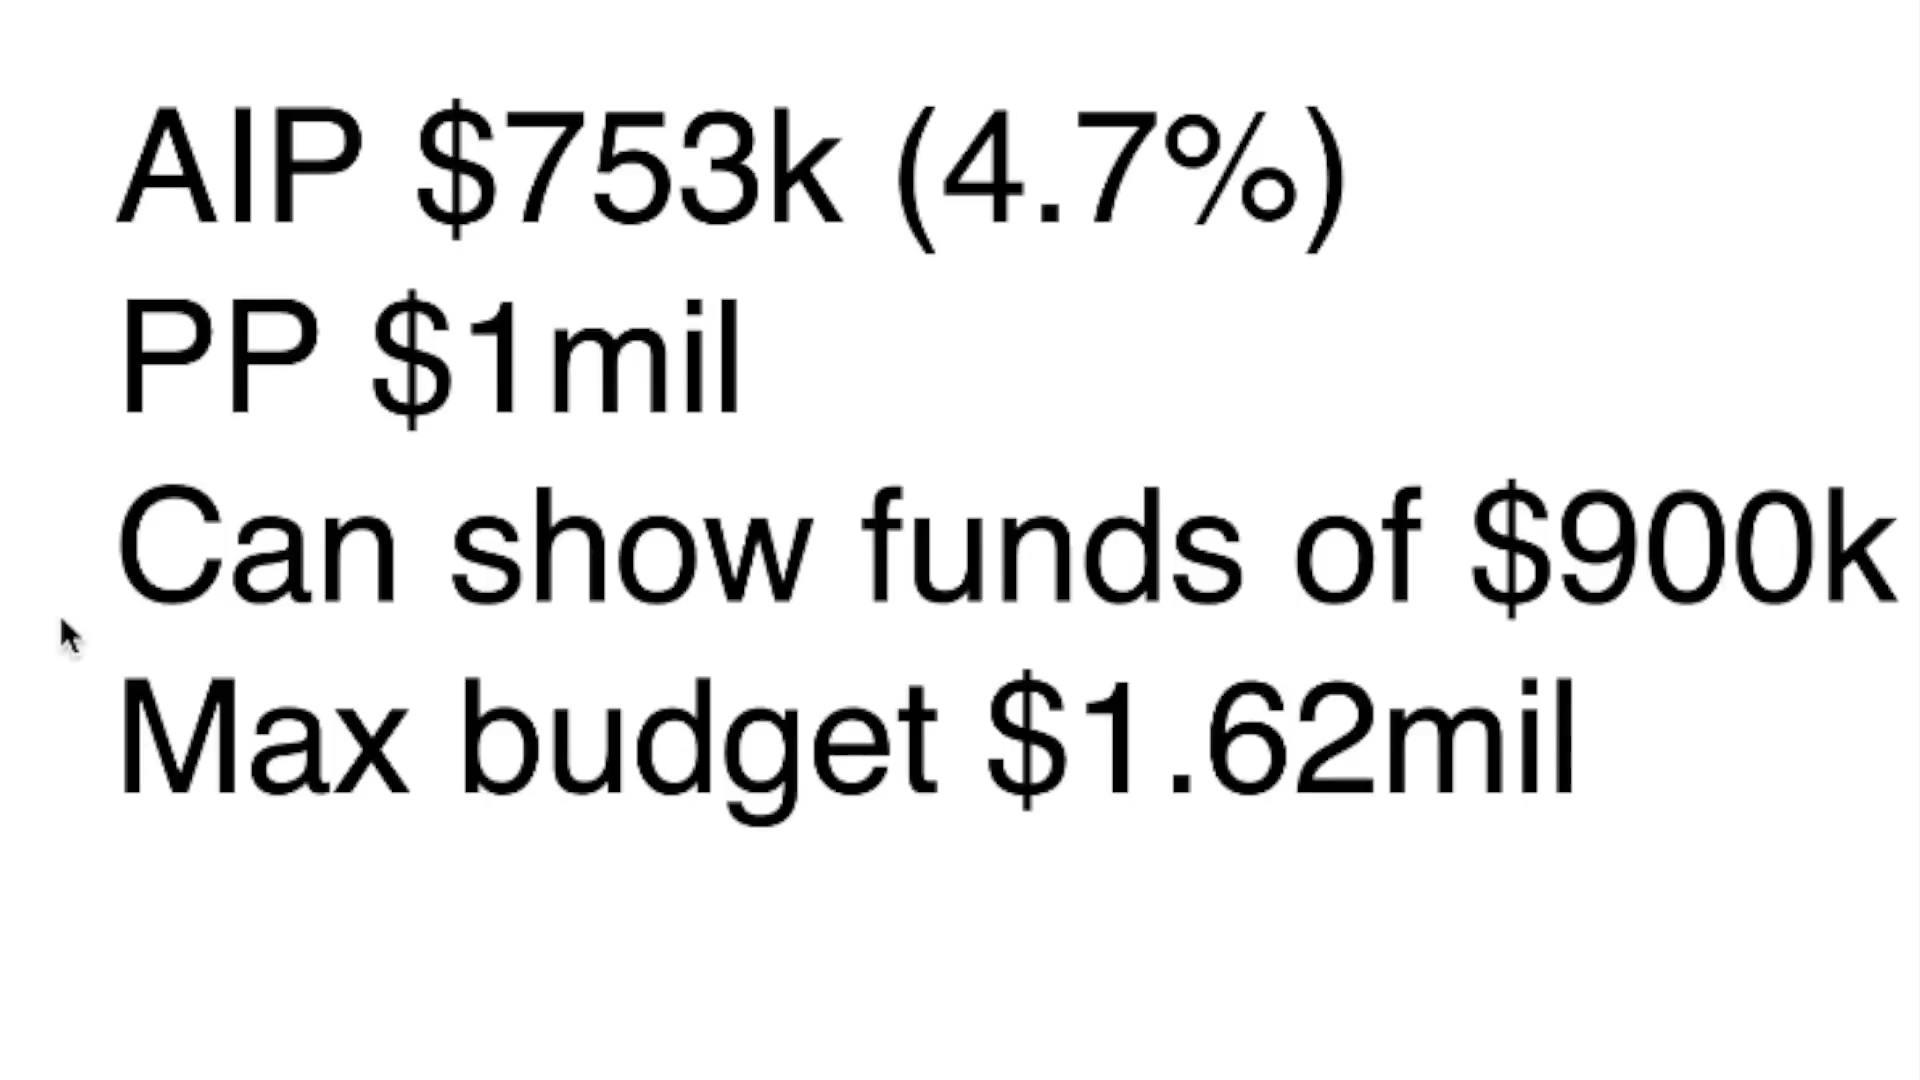 AIP $753k (4.7%)
PP $1mil
Can show funds of $900k
Max budget $1.62mil